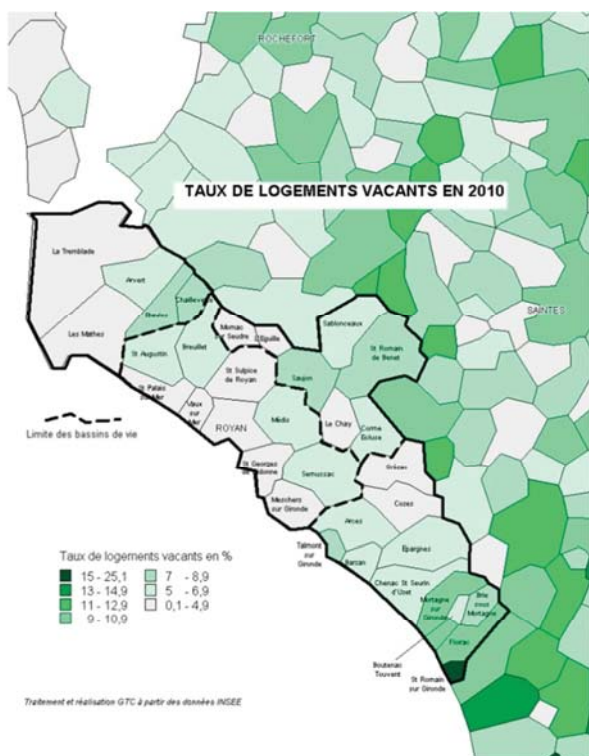 ROCHEFORT
TAUX DE LOGEMENTS VACANTS EN 2010
La Tremblade
Arvert
Chaillevette
Etaules
Les Mathes
Mornac
sur Seudre
L'Eguille
Sablonceaux
SAINTES
St Augustin
Breuillet
St Romain
de Benet
St Sulpice
de Royan
Saujon
St Palais
sur Mer
Vaux
sur
Mer
Le Chay
Corme
Ecluse
Limite des bassins de vie
ROYAN
Médis
St Georges
de Didonne
Semussac
Grézac
Meschers
sur Gironde
Cozes
Arces
Talmont
sur
Gironde
Barzan
Epargnes
Chenac St Seurin
d'Uzet
Mortagne
sur
Gironde
Brie
sous
Mortagne
Floirac
Boutenac
Touvent
St Romain
sur Gironde
Taux de logements vacants en %
15 - 25,1
13 - 14,9
11 - 12,9
9 - 10,9
7 - 8,9
5 - 6,9
0,1 - 4,9
Traitement et réalisation GTC à partir des données INSEE